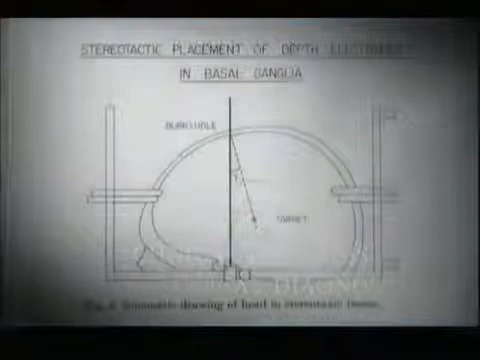 STEREOTACTIC PLACEMENT OF DEPTH ELECTRODES
IN BASAL GANGLIA
BURR HOLE
TARGET
Schematic drawing of head in stereotaxic frame.